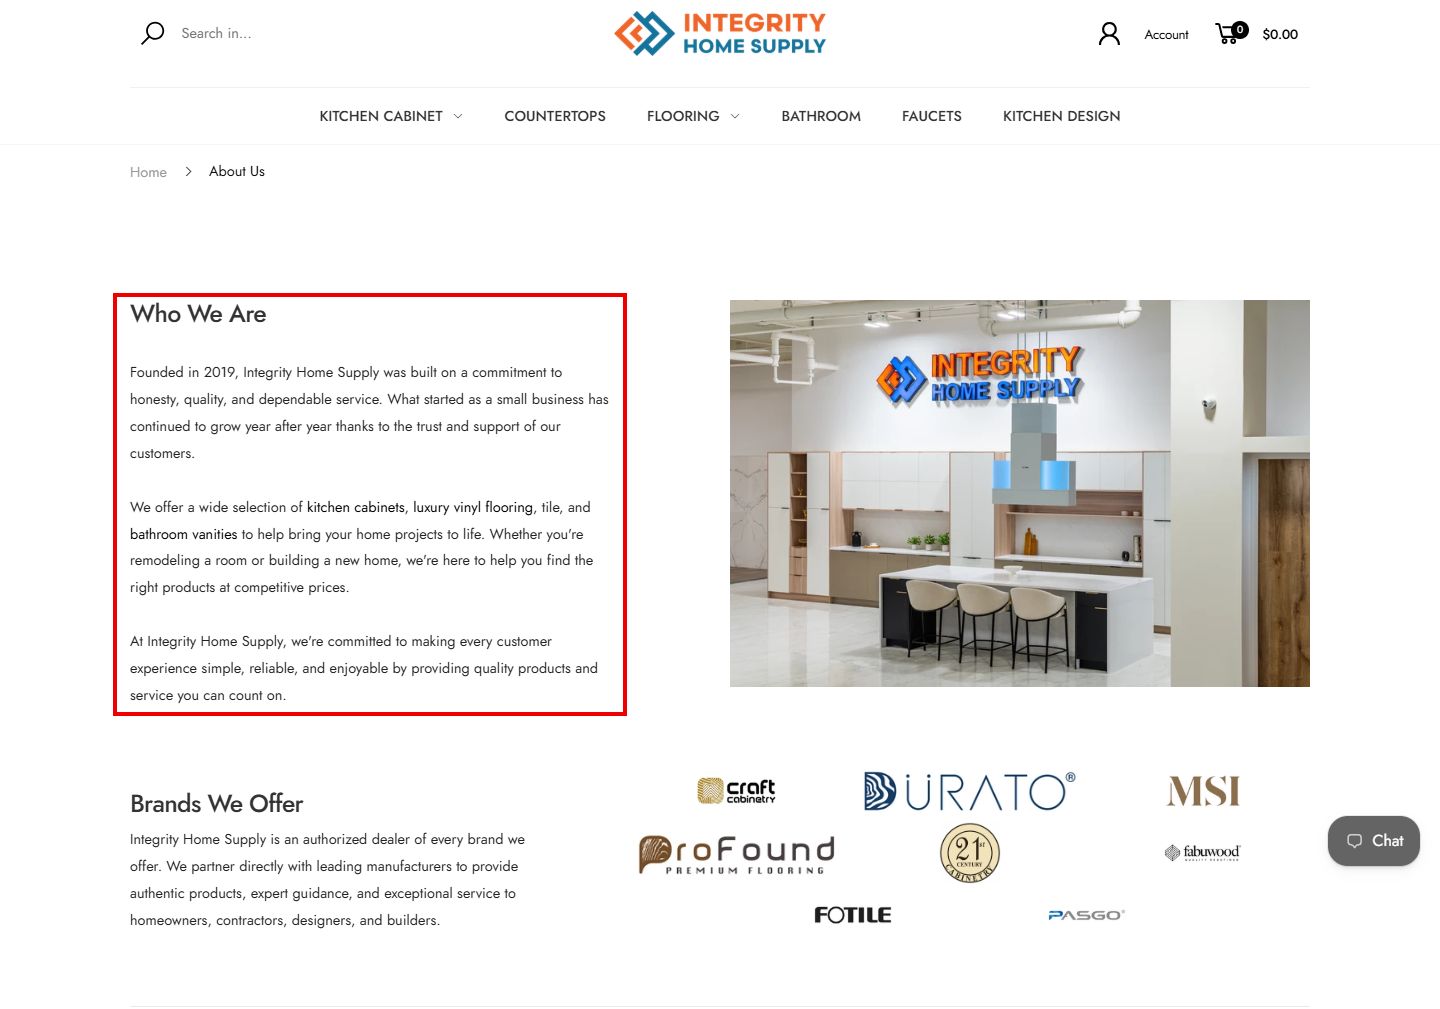 Search in...
INTEGRITY
HOME SUPPLY
Account
0
$0.00
KITCHEN CABINET
COUNTERTOPS
FLOORING
BATHROOM
FAUCETS
KITCHEN DESIGN
Home
About Us
Who We Are
Founded in 2019, Integrity Home Supply was built on a commitment to
honesty, quality, and dependable service. What started as a small business has
continued to grow year after year thanks to the trust and support of our
customers.
We offer a wide selection of kitchen cabinets, luxury vinyl flooring, tile, and
bathroom vanities to help bring your home projects to life. Whether you're
remodeling a room or building a new home, we're here to help you find the
right products at competitive prices.
At Integrity Home Supply, we're committed to making every customer
experience simple, reliable, and enjoyable by providing quality products and
service you can count on.
INTEGRITY
HOME SUPPLY
Brands We Offer
Integrity Home Supply is an authorized dealer of every brand we
offer. We partner directly with leading manufacturers to provide
authentic products, expert guidance, and exceptional service to
homeowners, contractors, designers, and builders.
craft
cabinetry
DÜRATO®
MSI
ProFound
PREMIUM FLOORING
21st
CENTURY
CABINETRY
fabuwood
FOTILE
PASGO
Chat